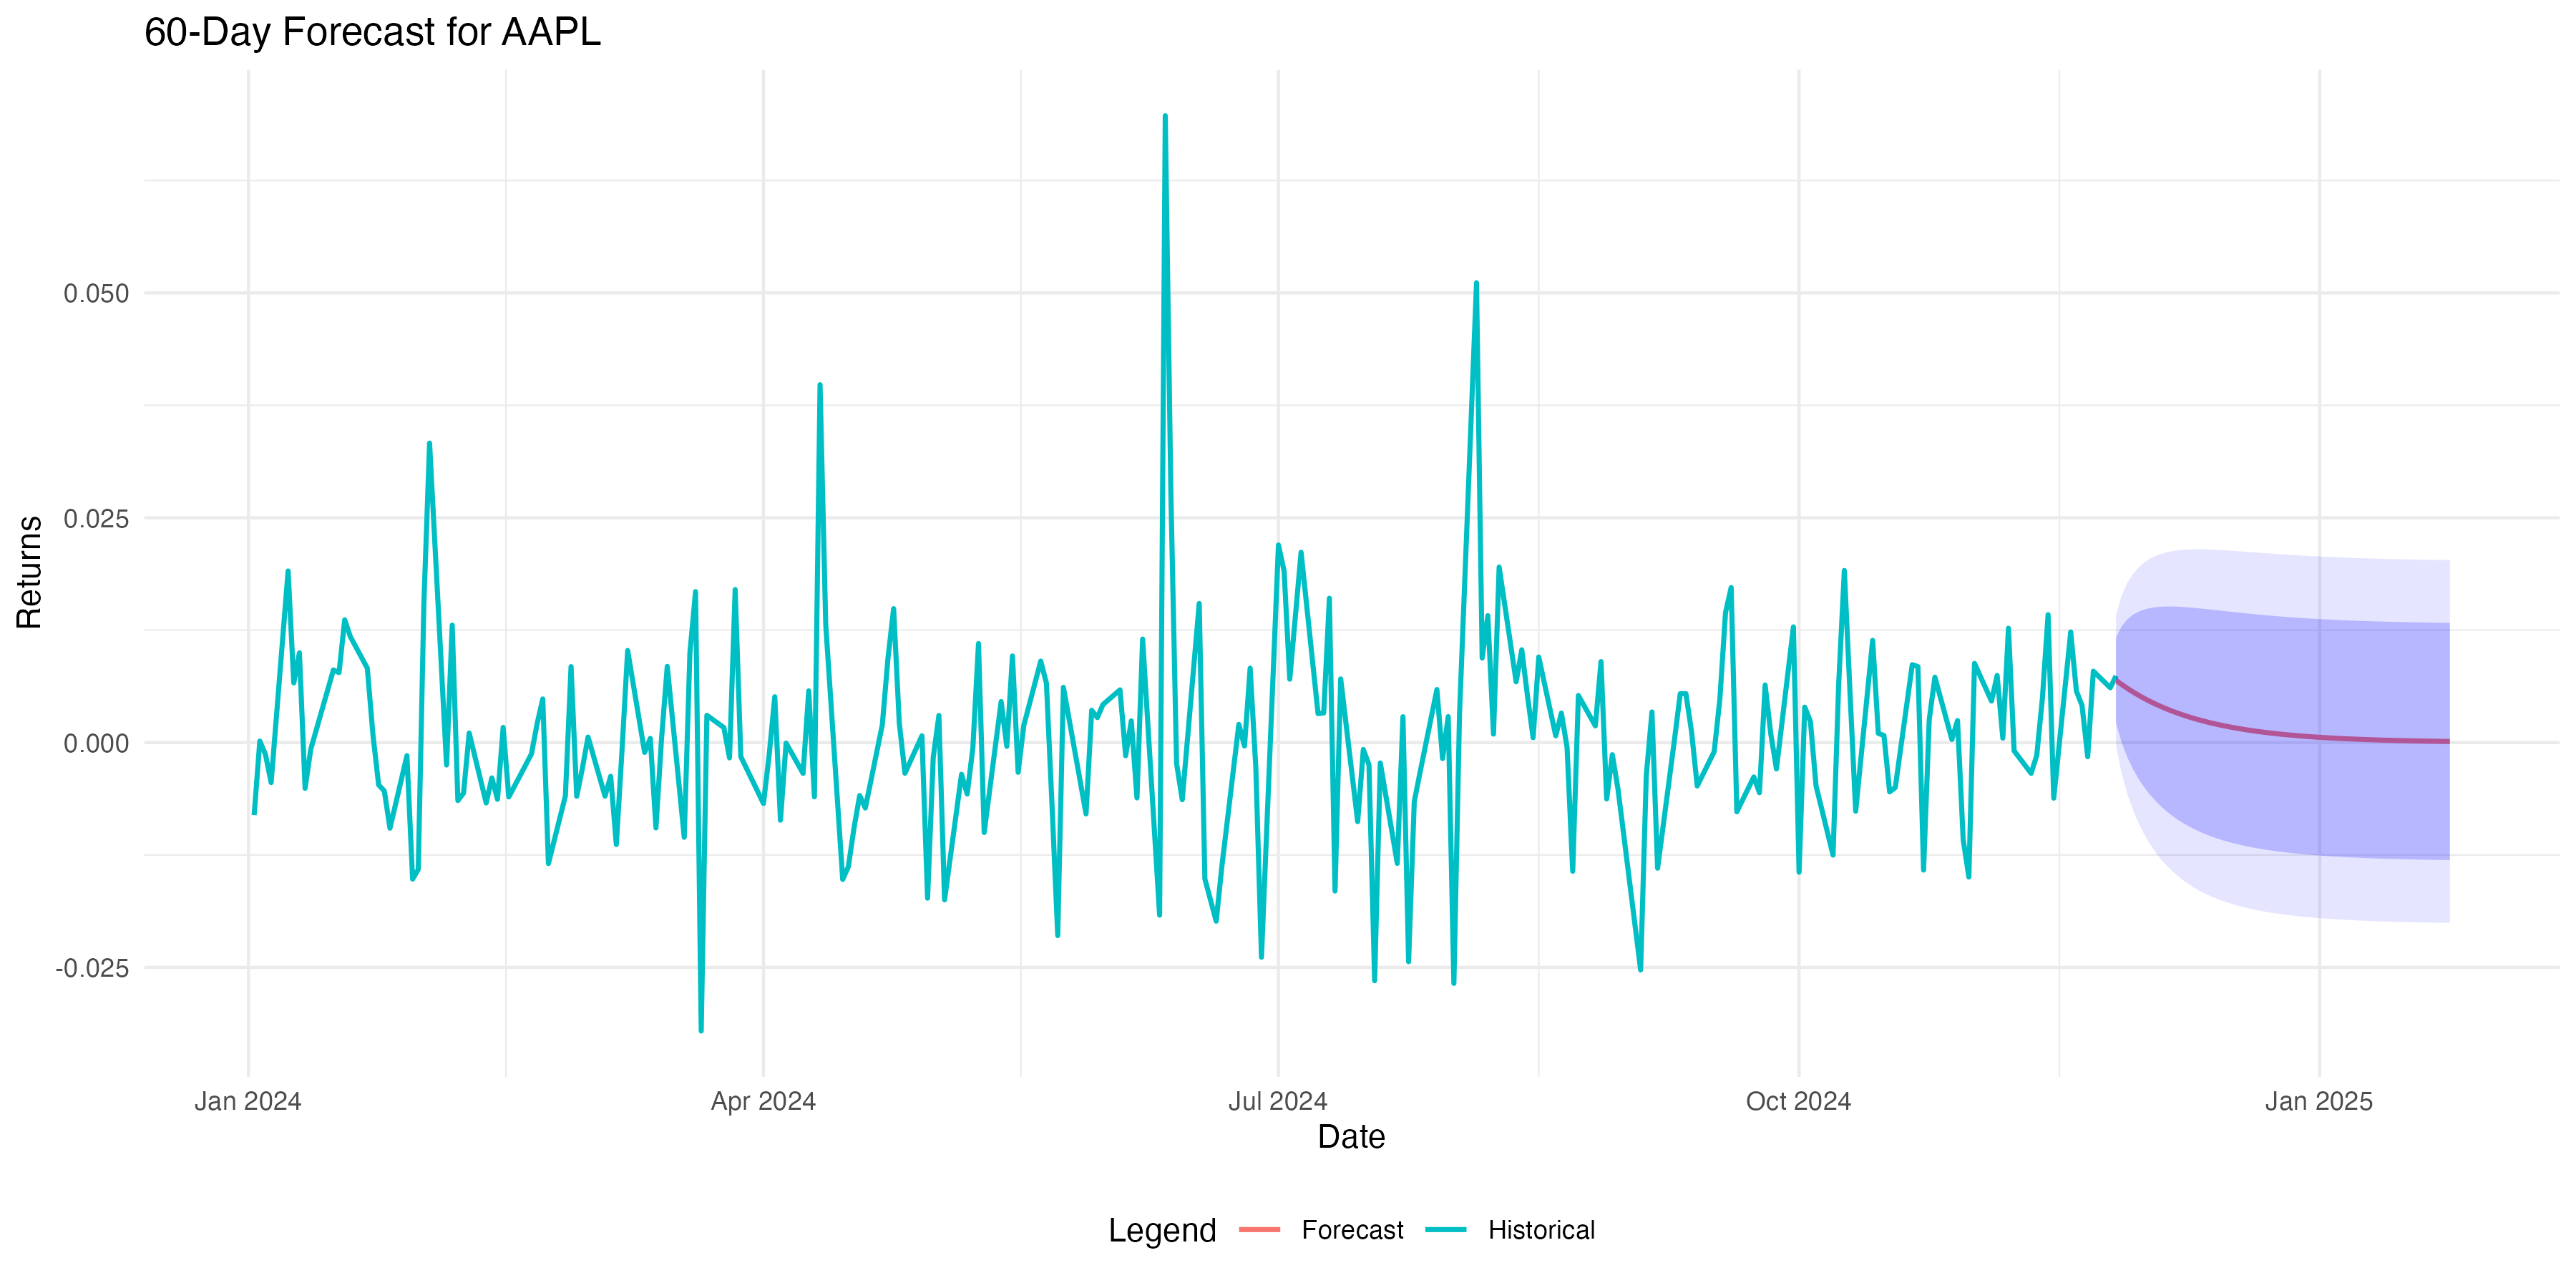 60-Day Forecast for AAPL
Returns
0.050
0.025
0.000
-0.025
Jan 2024
Apr 2024
Jul 2024
Oct 2024
Jan 2025
Date
Legend
Forecast
Historical